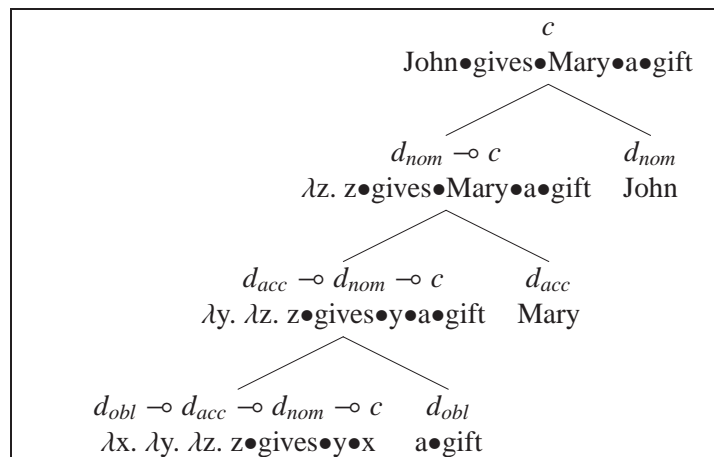 c
John●gives●Mary●a●gift
d_nom ⊸ c d_nom
λz. z●gives●Mary●a●gift John
d_acc ⊸ d_nom ⊸ c d_acc
λy. λz. z●gives●y●a●gift Mary
d_obl ⊸ d_acc ⊸ d_nom ⊸ c d_obl
λx. λy. λz. z●gives●y●x a●gift